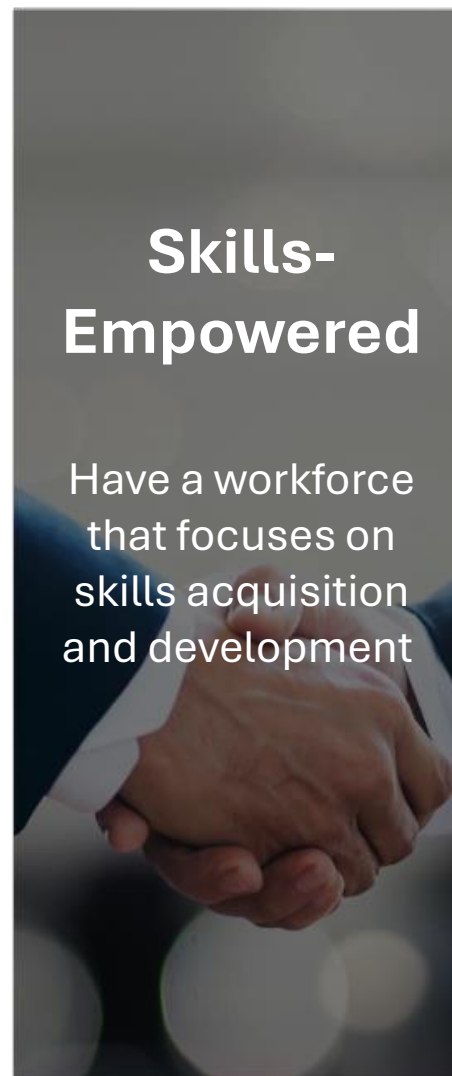 Skills-
Empowered
Have a workforce
that focuses on
skills acquisition
and development